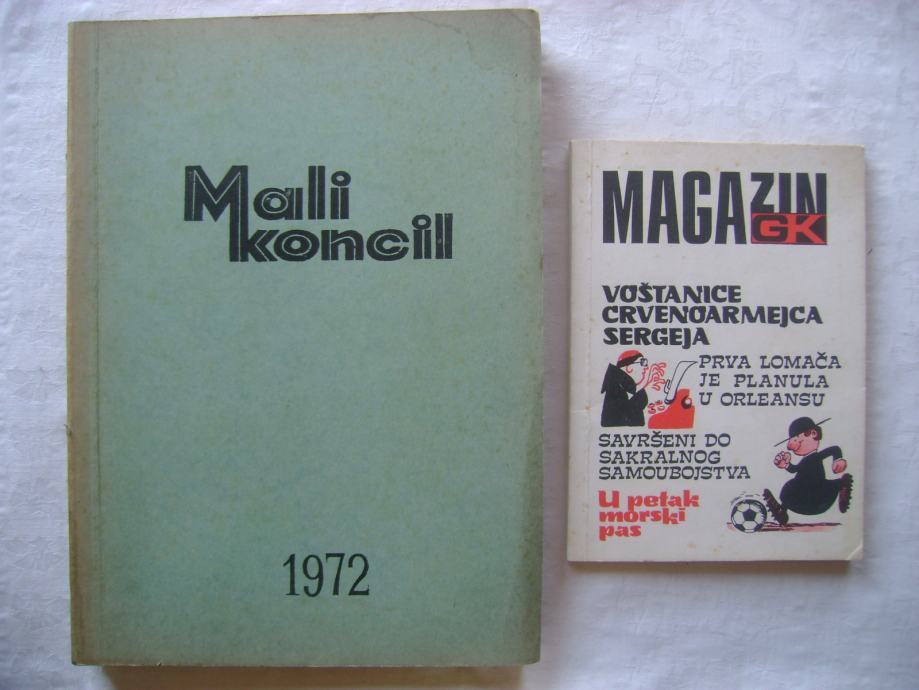 Mali
koncil
1972
MAGAZIN
GK
VOŠTANICE
CRVENOARMEJCA
SERGEJA
PRVA LOMAČA
JE PLANULA
U ORLEANSU
SAVRŠENI DO
SAKRALNOG
SAMOUBOJSTVA
U petak
morski
pas